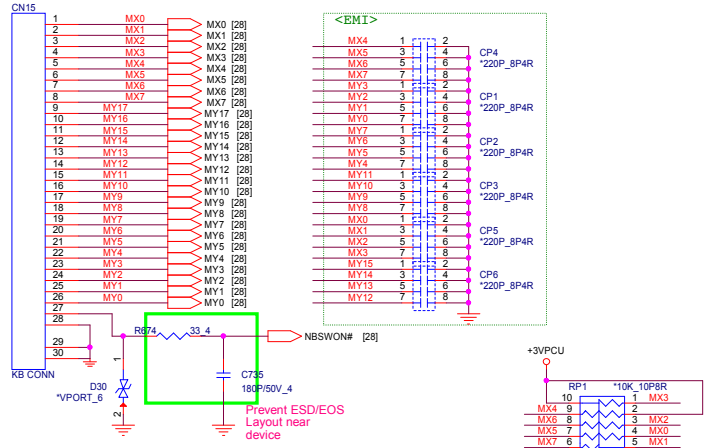 CN15
<EMI>
1 MX0 MX0 [28]
2 MX1 MX1 [28]
3 MX2 MX2 [28]
4 MX3 MX3 [28]
5 MX4 MX4 [28]
6 MX5 MX5 [28]
7 MX6 MX6 [28]
8 MX7 MX7 [28]
9 MY17 MY17 [28]
10 MY16 MY16 [28]
11 MY15 MY15 [28]
12 MY14 MY14 [28]
13 MY13 MY13 [28]
14 MY12 MY12 [28]
15 MY11 MY11 [28]
16 MY10 MY10 [28]
17 MY9 MY9 [28]
18 MY8 MY8 [28]
19 MY7 MY7 [28]
20 MY6 MY6 [28]
21 MY5 MY5 [28]
22 MY4 MY4 [28]
23 MY3 MY3 [28]
24 MY2 MY2 [28]
25 MY1 MY1 [28]
26 MY0 MY0 [28]
27
28
29
30
KB CONN
MX4 1 2
MX5 3 4 CP4
MX6 5 6 *220P_8P4R
MX7 7 8
MY3 1 2
MY2 3 4 CP1
MY1 5 6 *220P_8P4R
MY0 7 8
MY7 1 2
MY6 3 4 CP2
MY5 5 6 *220P_8P4R
MY4 7 8
MY11 1 2
MY10 3 4 CP3
MY9 5 6 *220P_8P4R
MY8 7 8
MX0 1 2
MX1 3 4 CP5
MX2 5 6 *220P_8P4R
MX3 7 8
MY15 1 2
MY14 3 4 CP6
MY13 5 6 *220P_8P4R
MY12 7 8
R674 33_4
NBSWON# [28]
1
D30
*VPORT_6
2
C735
180P/50V_4
Prevent ESD/EOS
Layout near
device
+3VPCU
RP1 *10K_10P8R
10 1 MX3
MX4 9 2
MX6 8 3 MX2
MX5 7 4 MX0
MX7 6 5 MX1